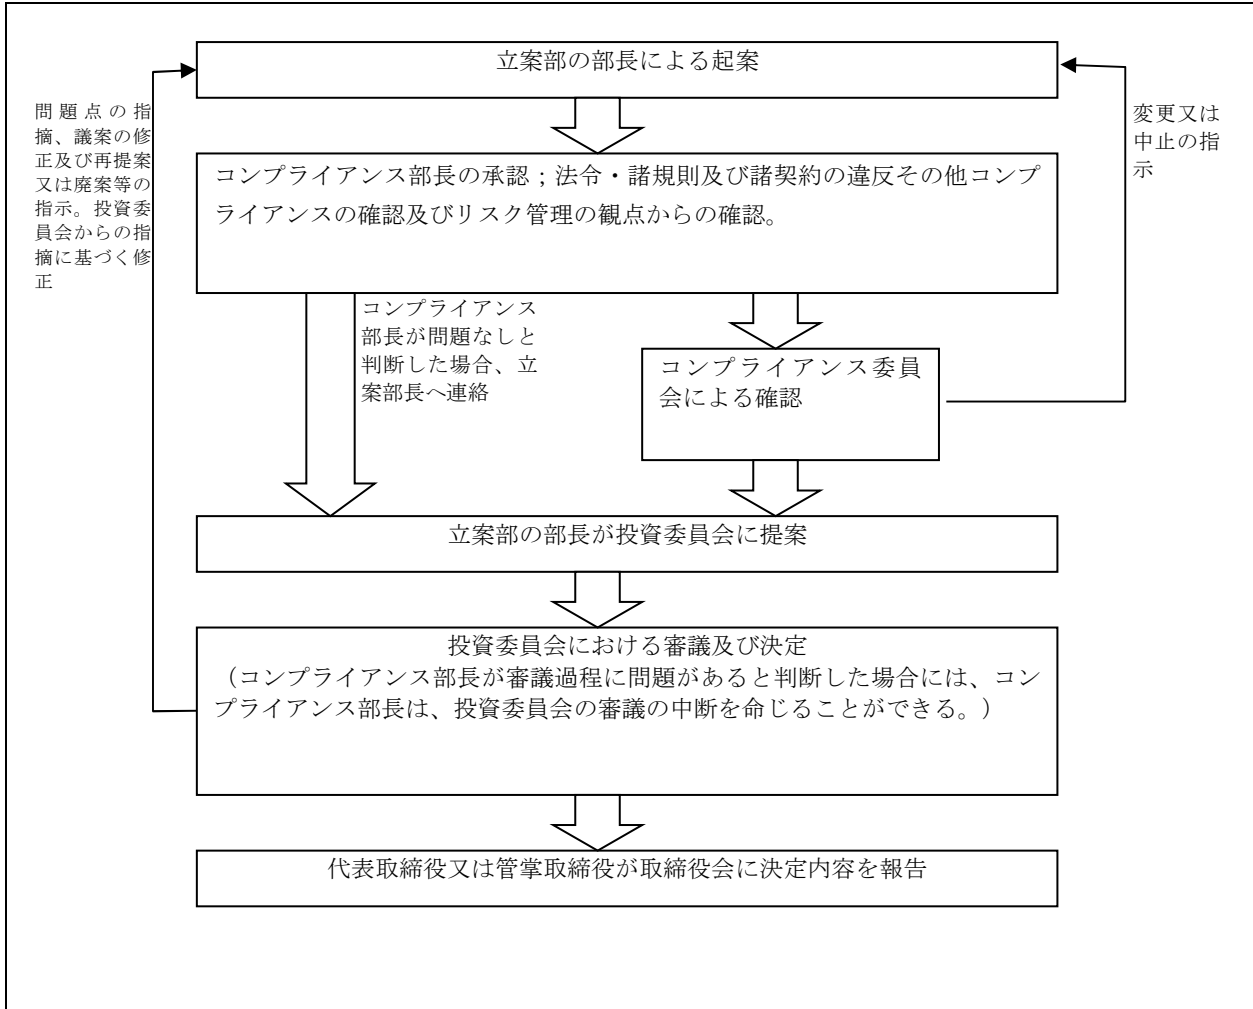 立案部の部長による起案
問題点の指
摘、議案の修
正及び再提案
又は廃案等の
指示。投資委
員会からの指
摘に基づく修
正
変更又は
中止の指
示
コンプライアンス部長の承認；法令・諸規則及び諸契約の違反その他コンプ
ライアンスの確認及びリスク管理の観点からの確認。
コンプライアンス
部長が問題なしと
判断した場合、立
案部長へ連絡
コンプライアンス委員
会による確認
立案部の部長が投資委員会に提案
投資委員会における審議及び決定
（コンプライアンス部長が審議過程に問題があると判断した場合には、コン
プライアンス部長は、投資委員会の審議の中断を命じることができる。）
代表取締役又は管掌取締役が取締役会に決定内容を報告